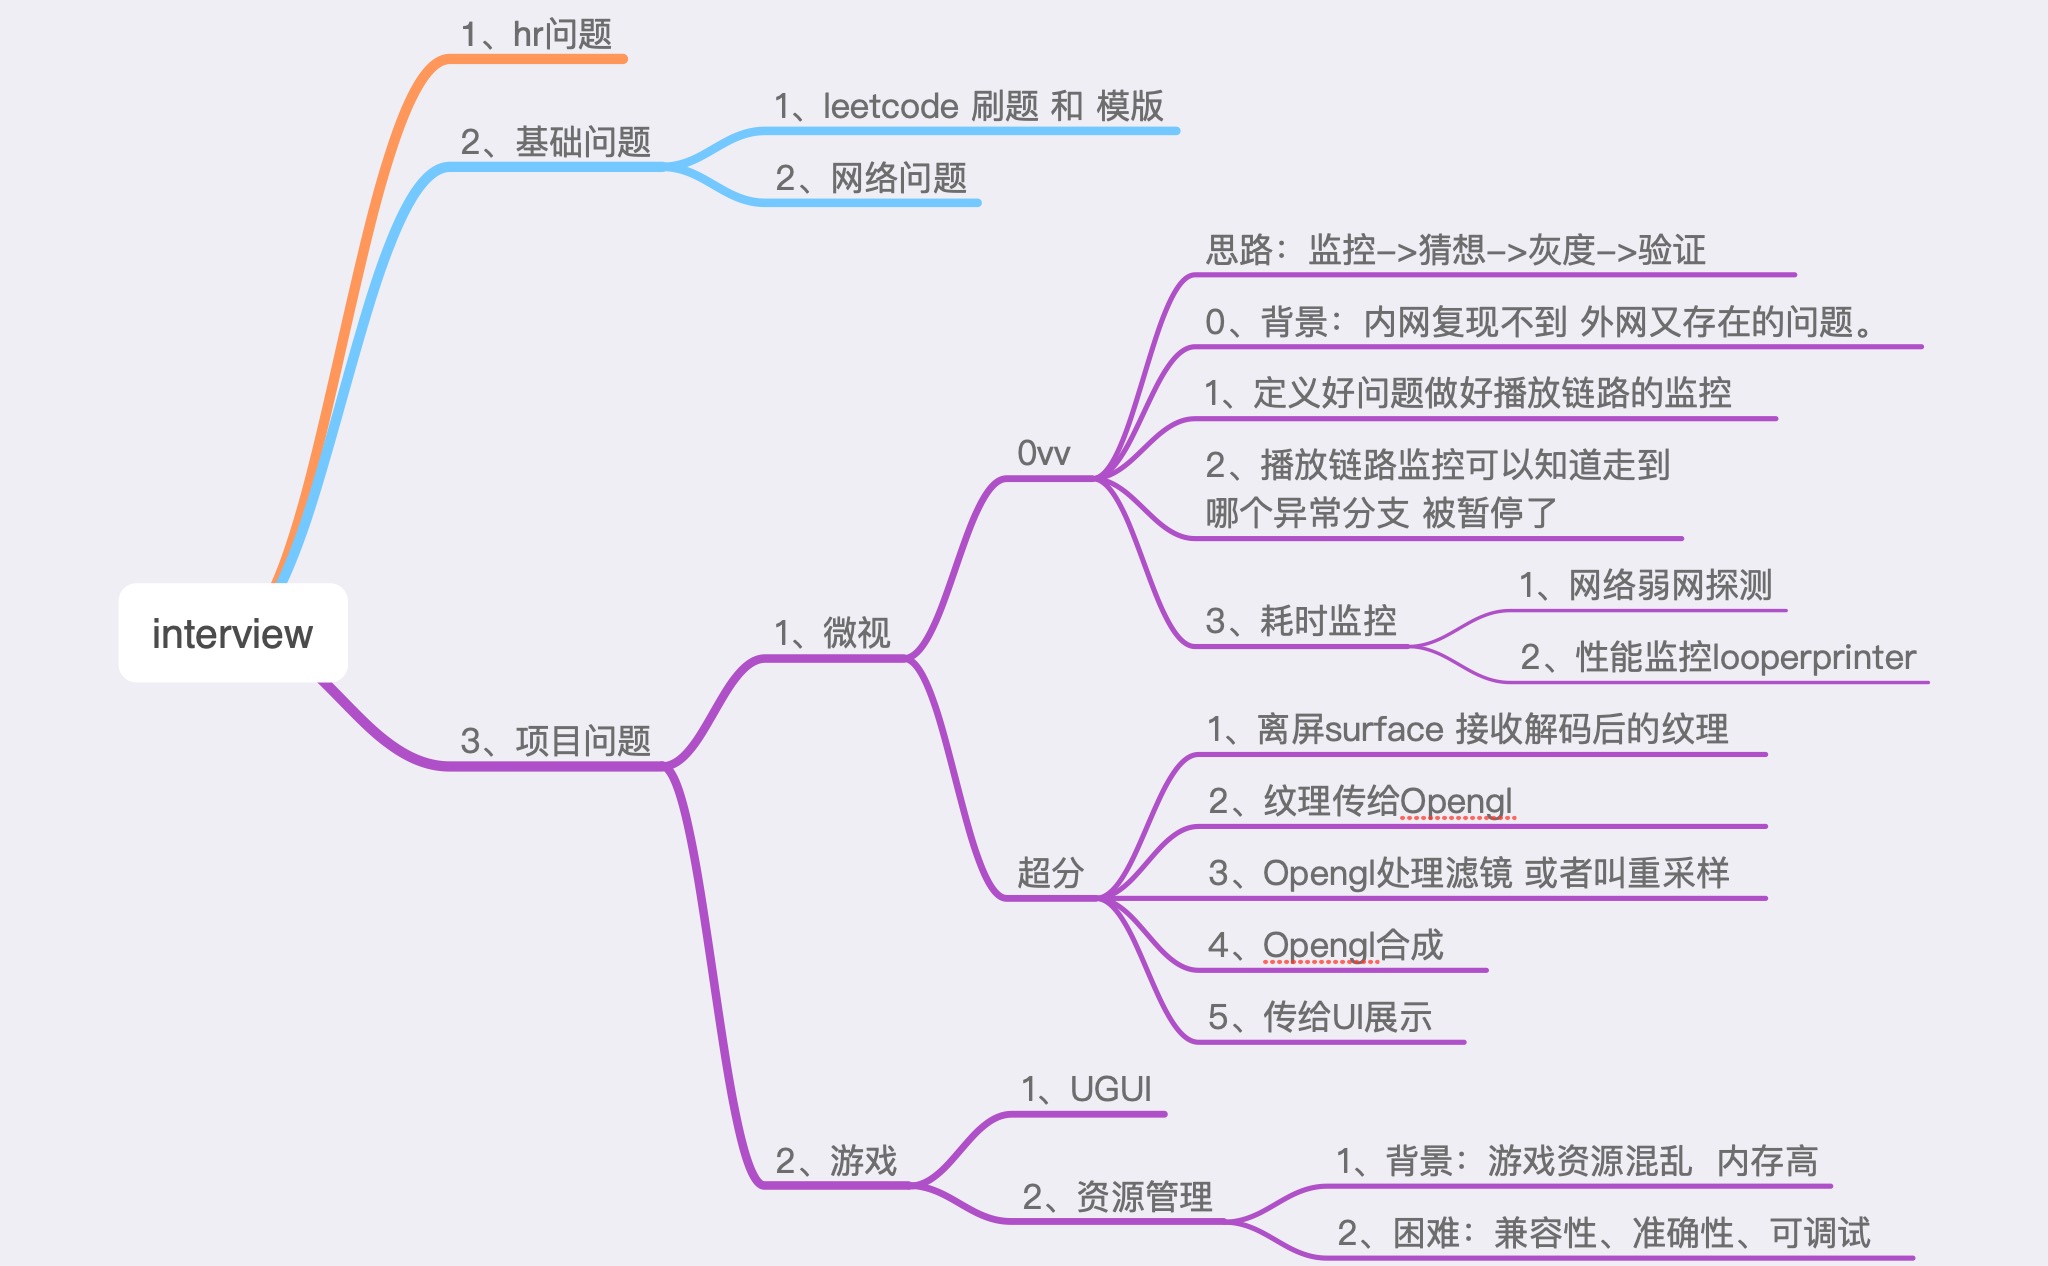 1、hr问题
2、基础问题
1、leetcode 刷题 和 模版
2、网络问题
interview
3、项目问题
1、微视
0vv
思路：监控->猜想->灰度->验证
0、背景：内网复现不到 外网又存在的问题。
1、定义好问题做好播放链路的监控
2、播放链路监控可以知道走到
哪个异常分支 被暂停了
3、耗时监控
1、网络弱网探测
2、性能监控looperprinter
超分
1、离屏surface 接收解码后的纹理
2、纹理传给Opengl
3、Opengl处理滤镜 或者叫重采样
4、Opengl合成
5、传给UI展示
2、游戏
1、UGUI
2、资源管理
1、背景：游戏资源混乱  内存高
2、困难：兼容性、准确性、可调试